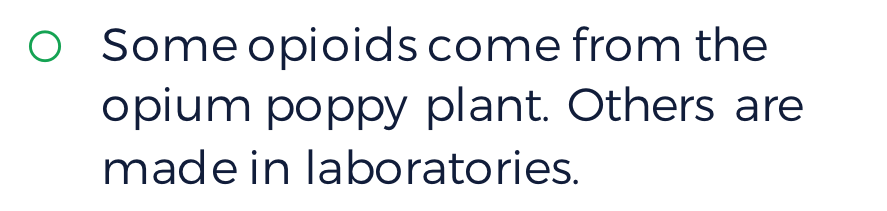 Some opioids come from the
opium poppy plant. Others are
made in laboratories.